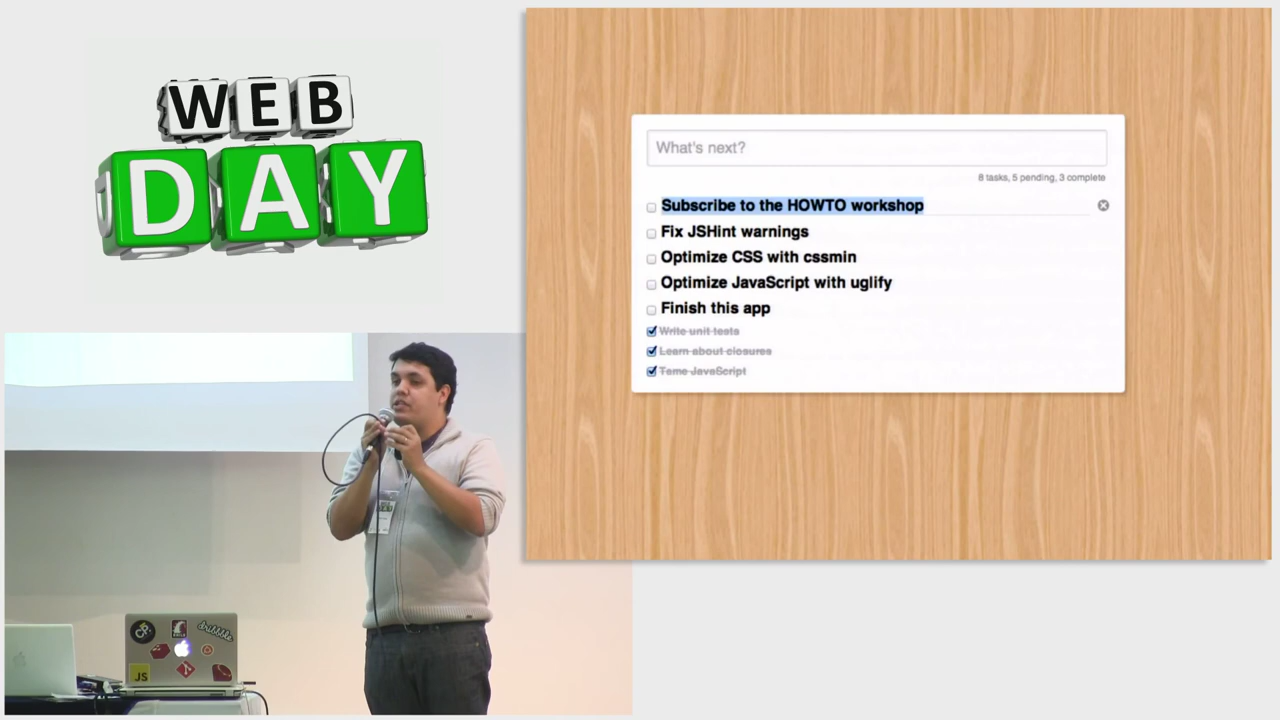 WEB
DAY
What's next?
8 tasks, 5 pending, 3 complete
Subscribe to the HOWTO workshop
Fix JSHint warnings
Optimize CSS with cssmin
Optimize JavaScript with uglify
Finish this app
Write unit tests
Learn about closures
Tame JavaScript
dribbble
JS